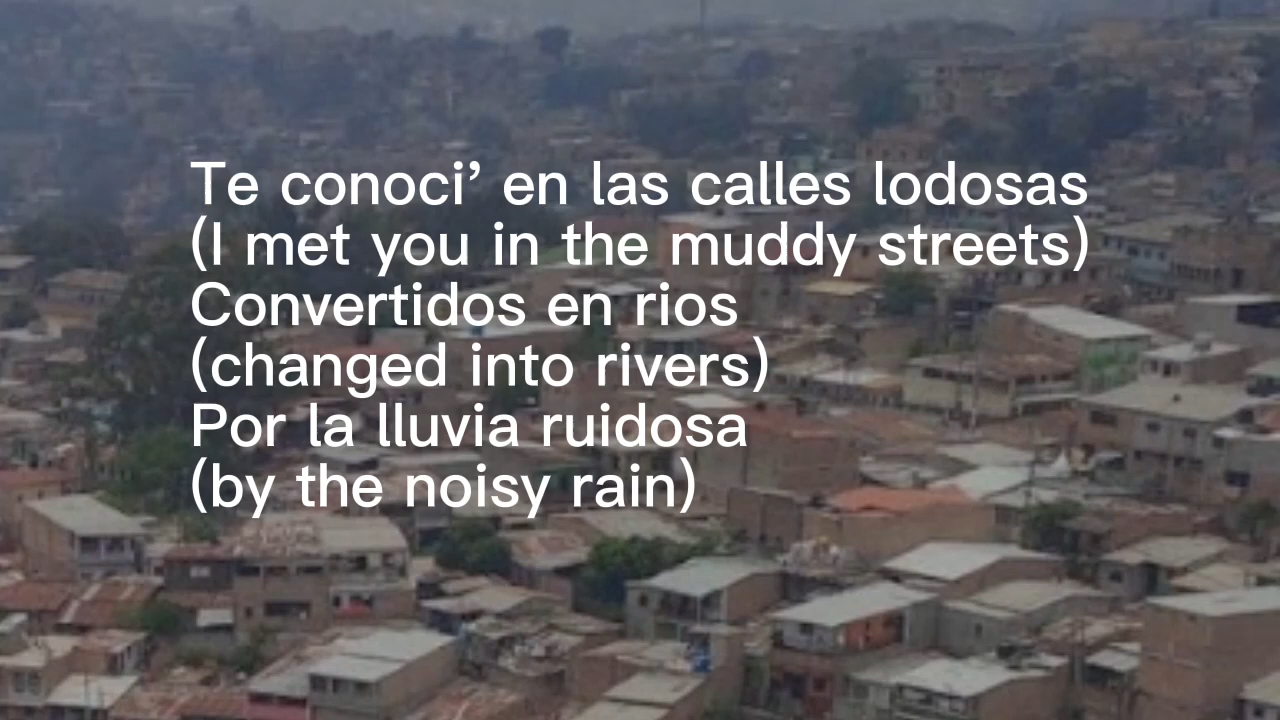 Te conoci’ en las calles lodosas
(I met you in the muddy streets)
Convertidos en rios
(changed into rivers)
Por la lluvia ruidosa
(by the noisy rain)